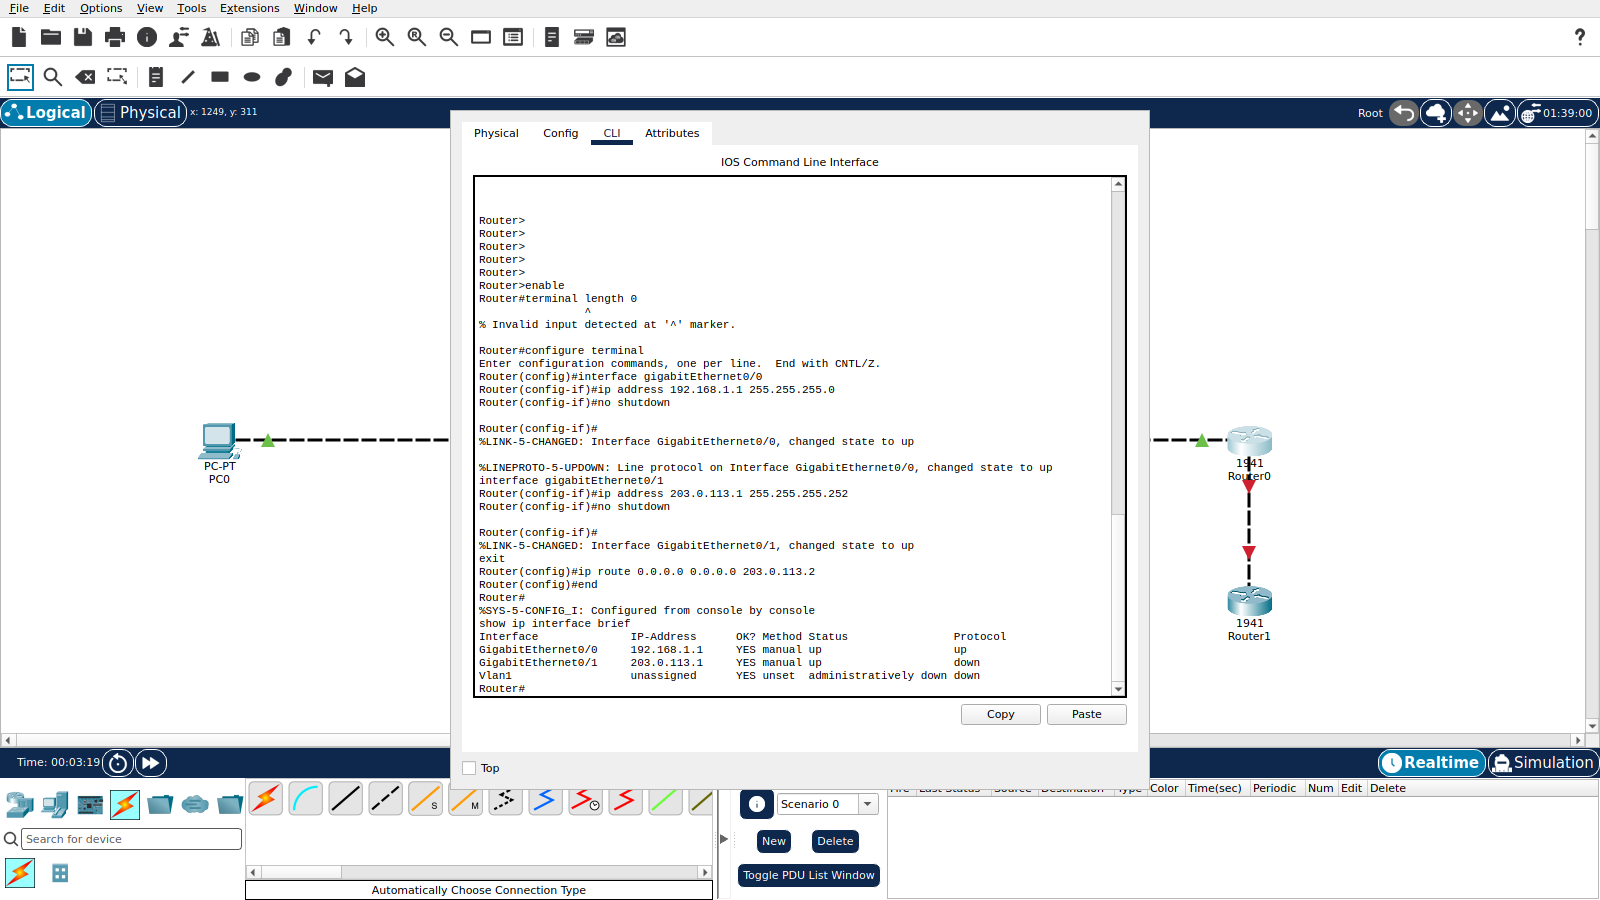 File Edit Options View Tools Extensions Window Help
?
Logical Physical x: 1249, y: 311 Root 01:39:00
Physical Config CLI Attributes
IOS Command Line Interface
Router>
Router>
Router>
Router>
Router>
Router>enable
Router#terminal length 0
^
% Invalid input detected at '^' marker.
Router#configure terminal
Enter configuration commands, one per line.  End with CNTL/Z.
Router(config)#interface gigabitEthernet0/0
Router(config-if)#ip address 192.168.1.1 255.255.255.0
Router(config-if)#no shutdown
Router(config-if)#
%LINK-5-CHANGED: Interface GigabitEthernet0/0, changed state to up
%LINEPROTO-5-UPDOWN: Line protocol on Interface GigabitEthernet0/0, changed state to up
interface gigabitEthernet0/1
Router(config-if)#ip address 203.0.113.1 255.255.255.252
Router(config-if)#no shutdown
Router(config-if)#
%LINK-5-CHANGED: Interface GigabitEthernet0/1, changed state to up
exit
Router(config)#ip route 0.0.0.0 0.0.0.0 203.0.113.2
Router(config)#end
Router#
%SYS-5-CONFIG_I: Configured from console by console
show ip interface brief
Interface IP-Address OK? Method Status Protocol
GigabitEthernet0/0 192.168.1.1 YES manual up up
GigabitEthernet0/1 203.0.113.1 YES manual up down
Vlan1 unassigned YES unset administratively down down
Router#
Copy Paste
Top
PC-PT
PC0
1941
Router0
1941
Router1
Time: 00:03:19 Realtime Simulation
S M
Search for device
Automatically Choose Connection Type
Scenario 0
New Delete
Toggle PDU List Window
Fire Last Status Source Destination Type Color Time(sec) Periodic Num Edit Delete